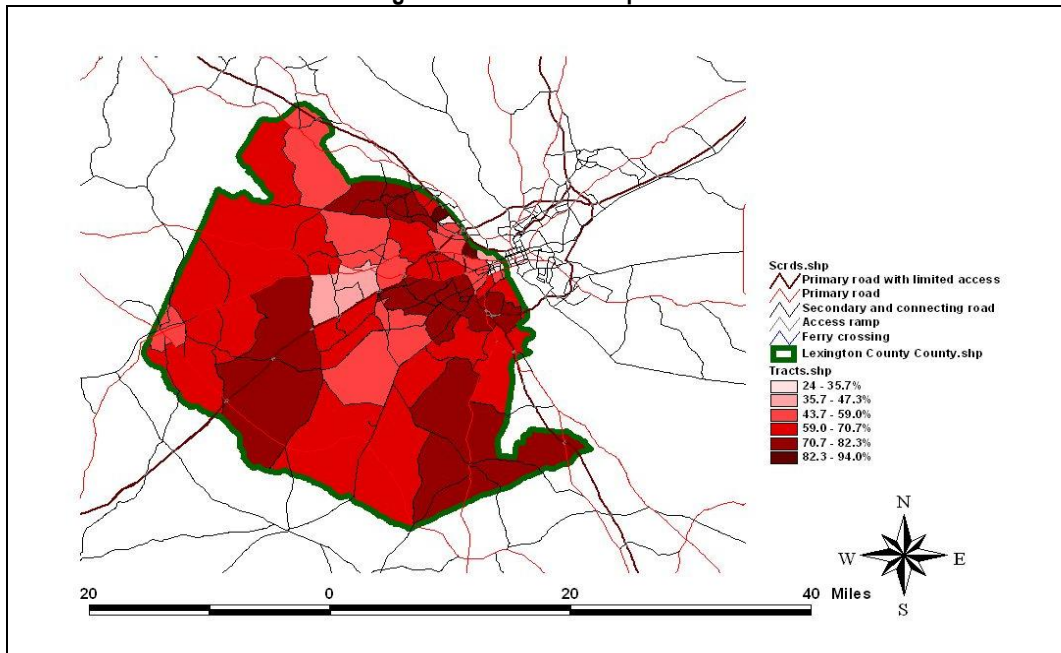 Scrds.shp
Primary road with limited access
Primary road
Secondary and connecting road
Access ramp
Ferry crossing
Lexington County County.shp
Tracts.shp
24 - 35.7%
35.7 - 47.3%
43.7 - 59.0%
59.0 - 70.7%
70.7 - 82.3%
82.3 - 94.0%
N
W E
S
20 0 20 40 Miles